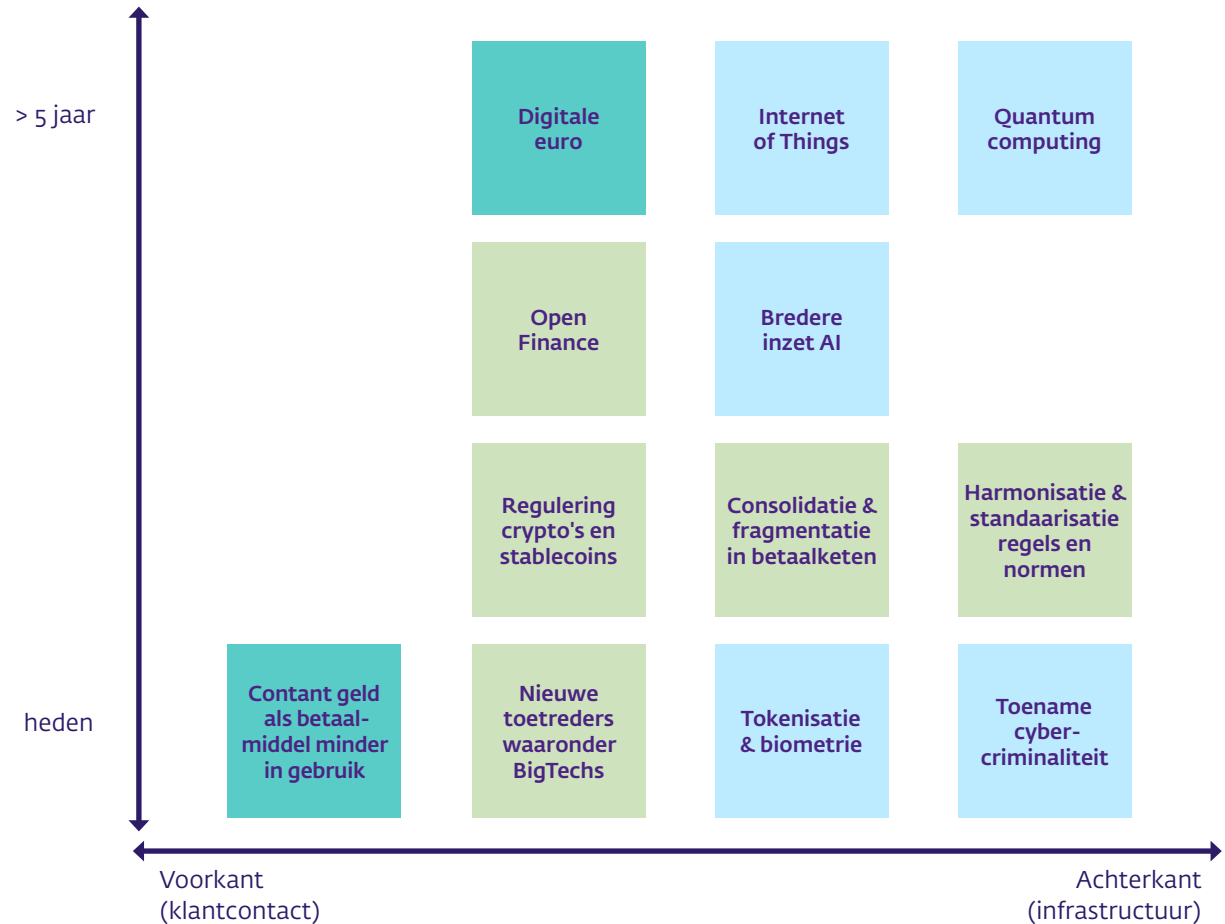 > 5 jaar
Digitale
euro
Internet
of Things
Quantum
computing
Open
Finance
Bredere
inzet AI
Regulering
crypto's en
stablecoins
Consolidatie &
fragmentatie
in betaalketen
Harmonisatie &
standaarisatie
regels en
normen
heden
Contant geld
als betaal-
middel minder
in gebruik
Nieuwe
toetreders
waaronder
BigTechs
Tokenisatie
& biometrie
Toename
cyber-
criminaliteit
Voorkant
(klantcontact)
Achterkant
(infrastructuur)